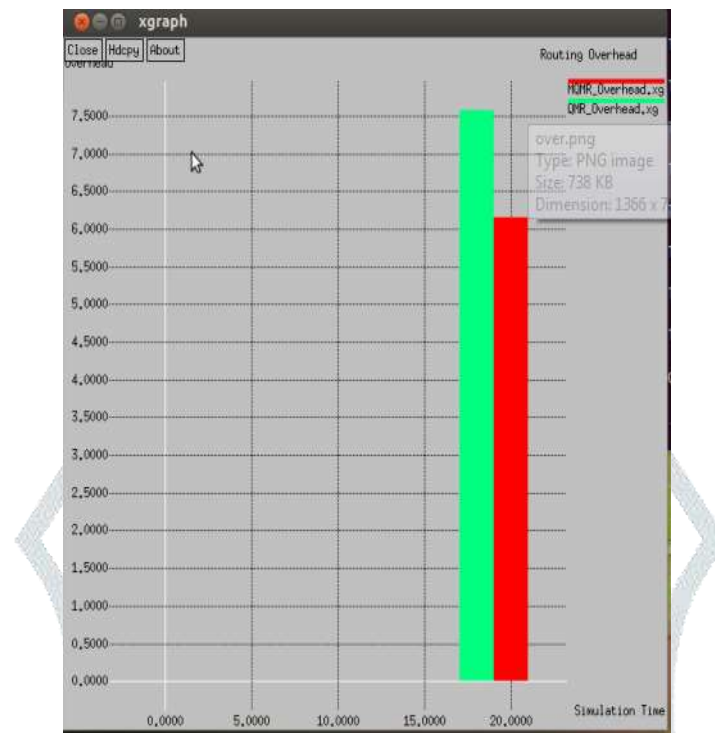 xgraph
Close Hdcpy About
Overhead
Routing Overhead
MQMR_Overhead.xg
QMR_Overhead.xg
over.png
Type: PNG image
Size: 738 KB
Dimension: 1366 x 7
7.5000
7.0000
6.5000
6.0000
5.5000
5.0000
4.5000
4.0000
3.5000
3.0000
2.5000
2.0000
1.5000
1.0000
0.5000
0.0000
0.0000 5.0000 10.0000 15.0000 20.0000
Simulation Time